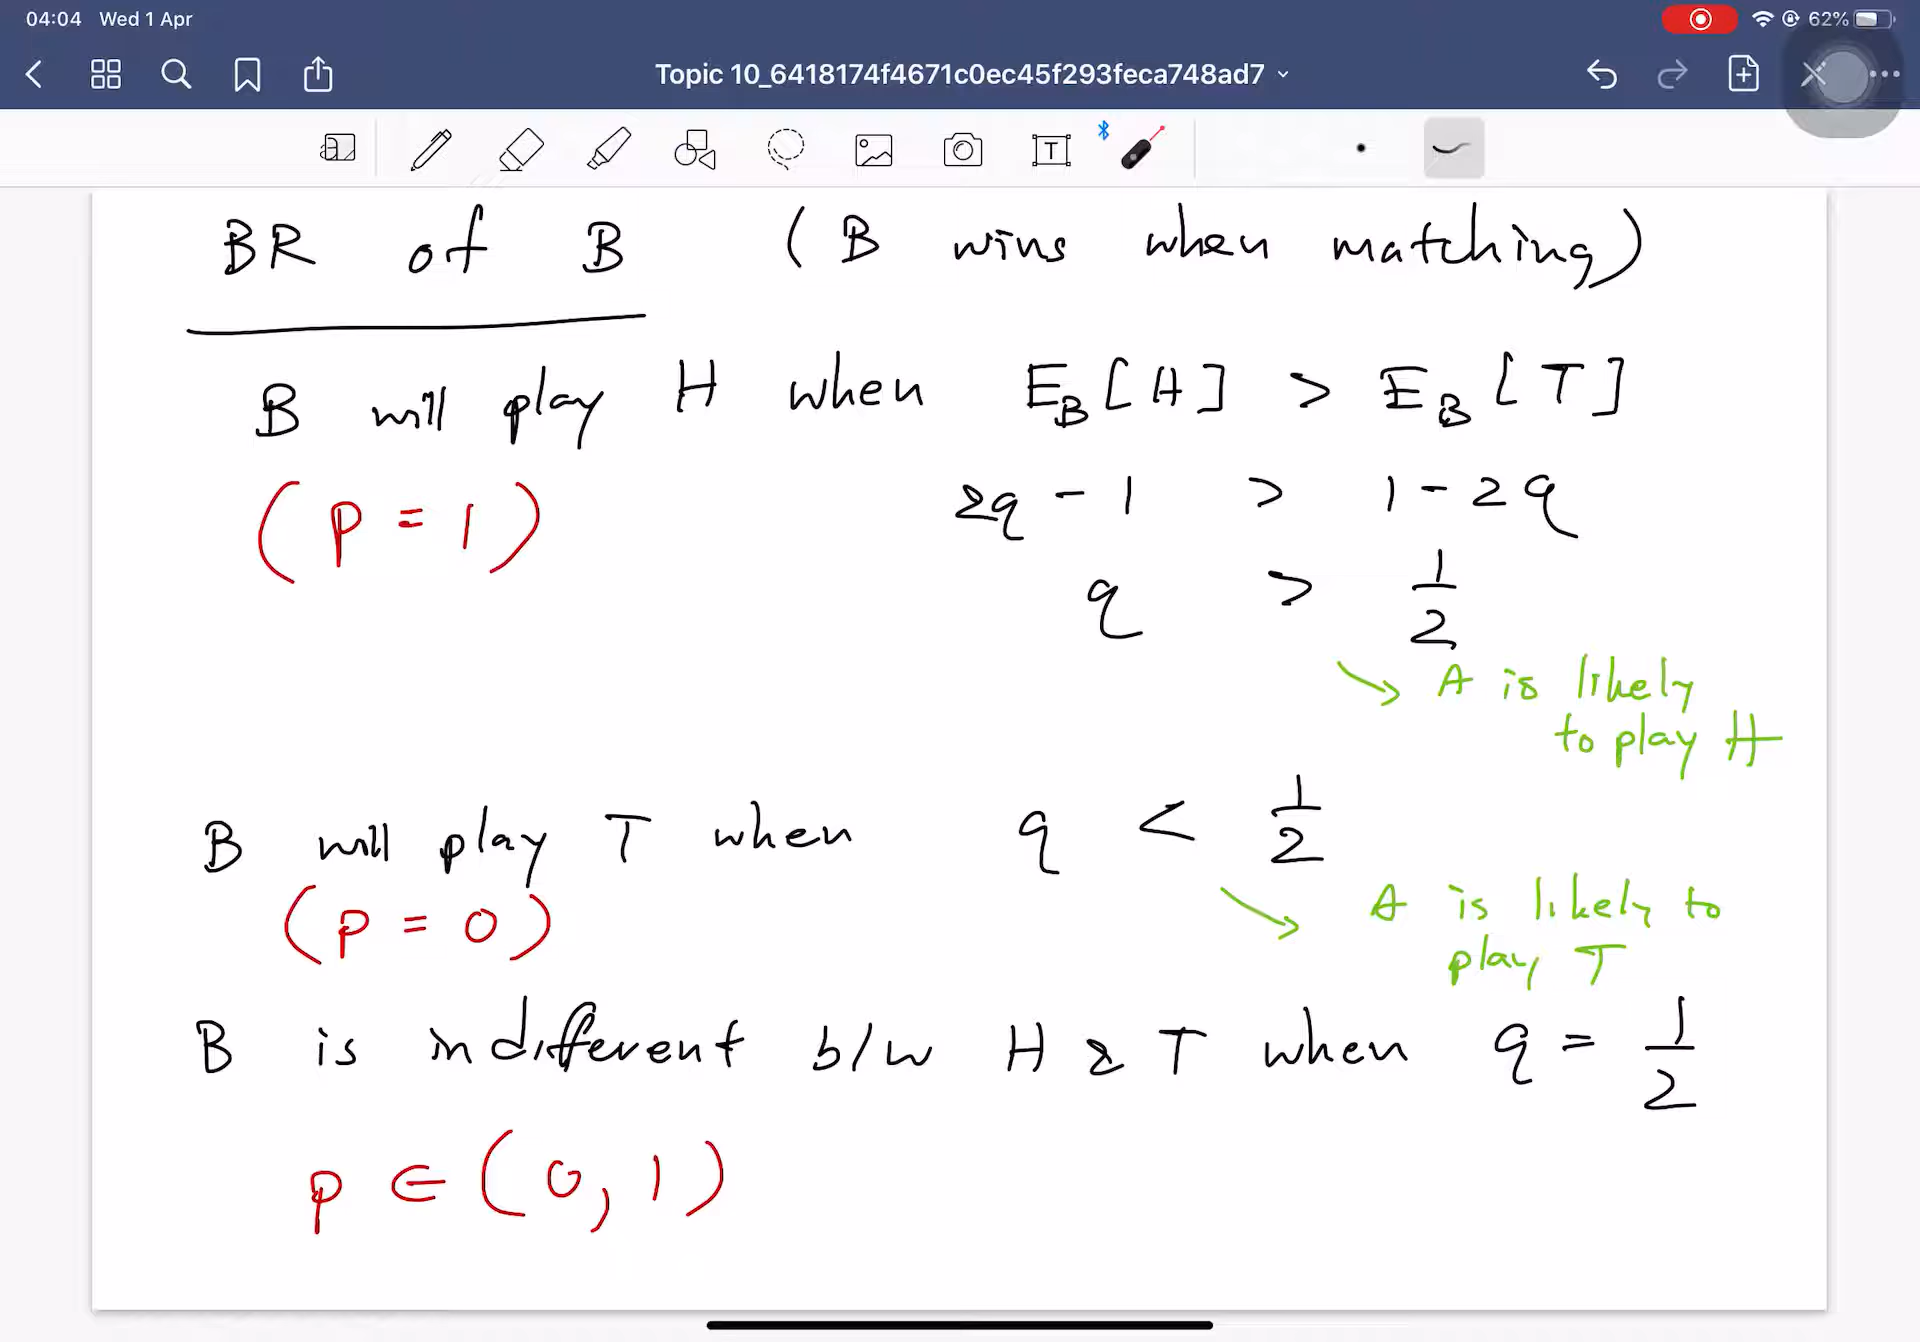 04:04 Wed 1 Apr
62%
Topic 10_6418174f4671c0ec45f293feca748ad7
BR of B (B wins when matching)
B will play H when E_B [H] > E_B [T]
(P = 1) 2q - 1 > 1 - 2q
q > 1/2
A is likely
to play H
B will play T when q < 1/2
(P = 0) A is likely to
play T
B is indifferent b/w H & T when q = 1/2
p ∈ (0, 1)